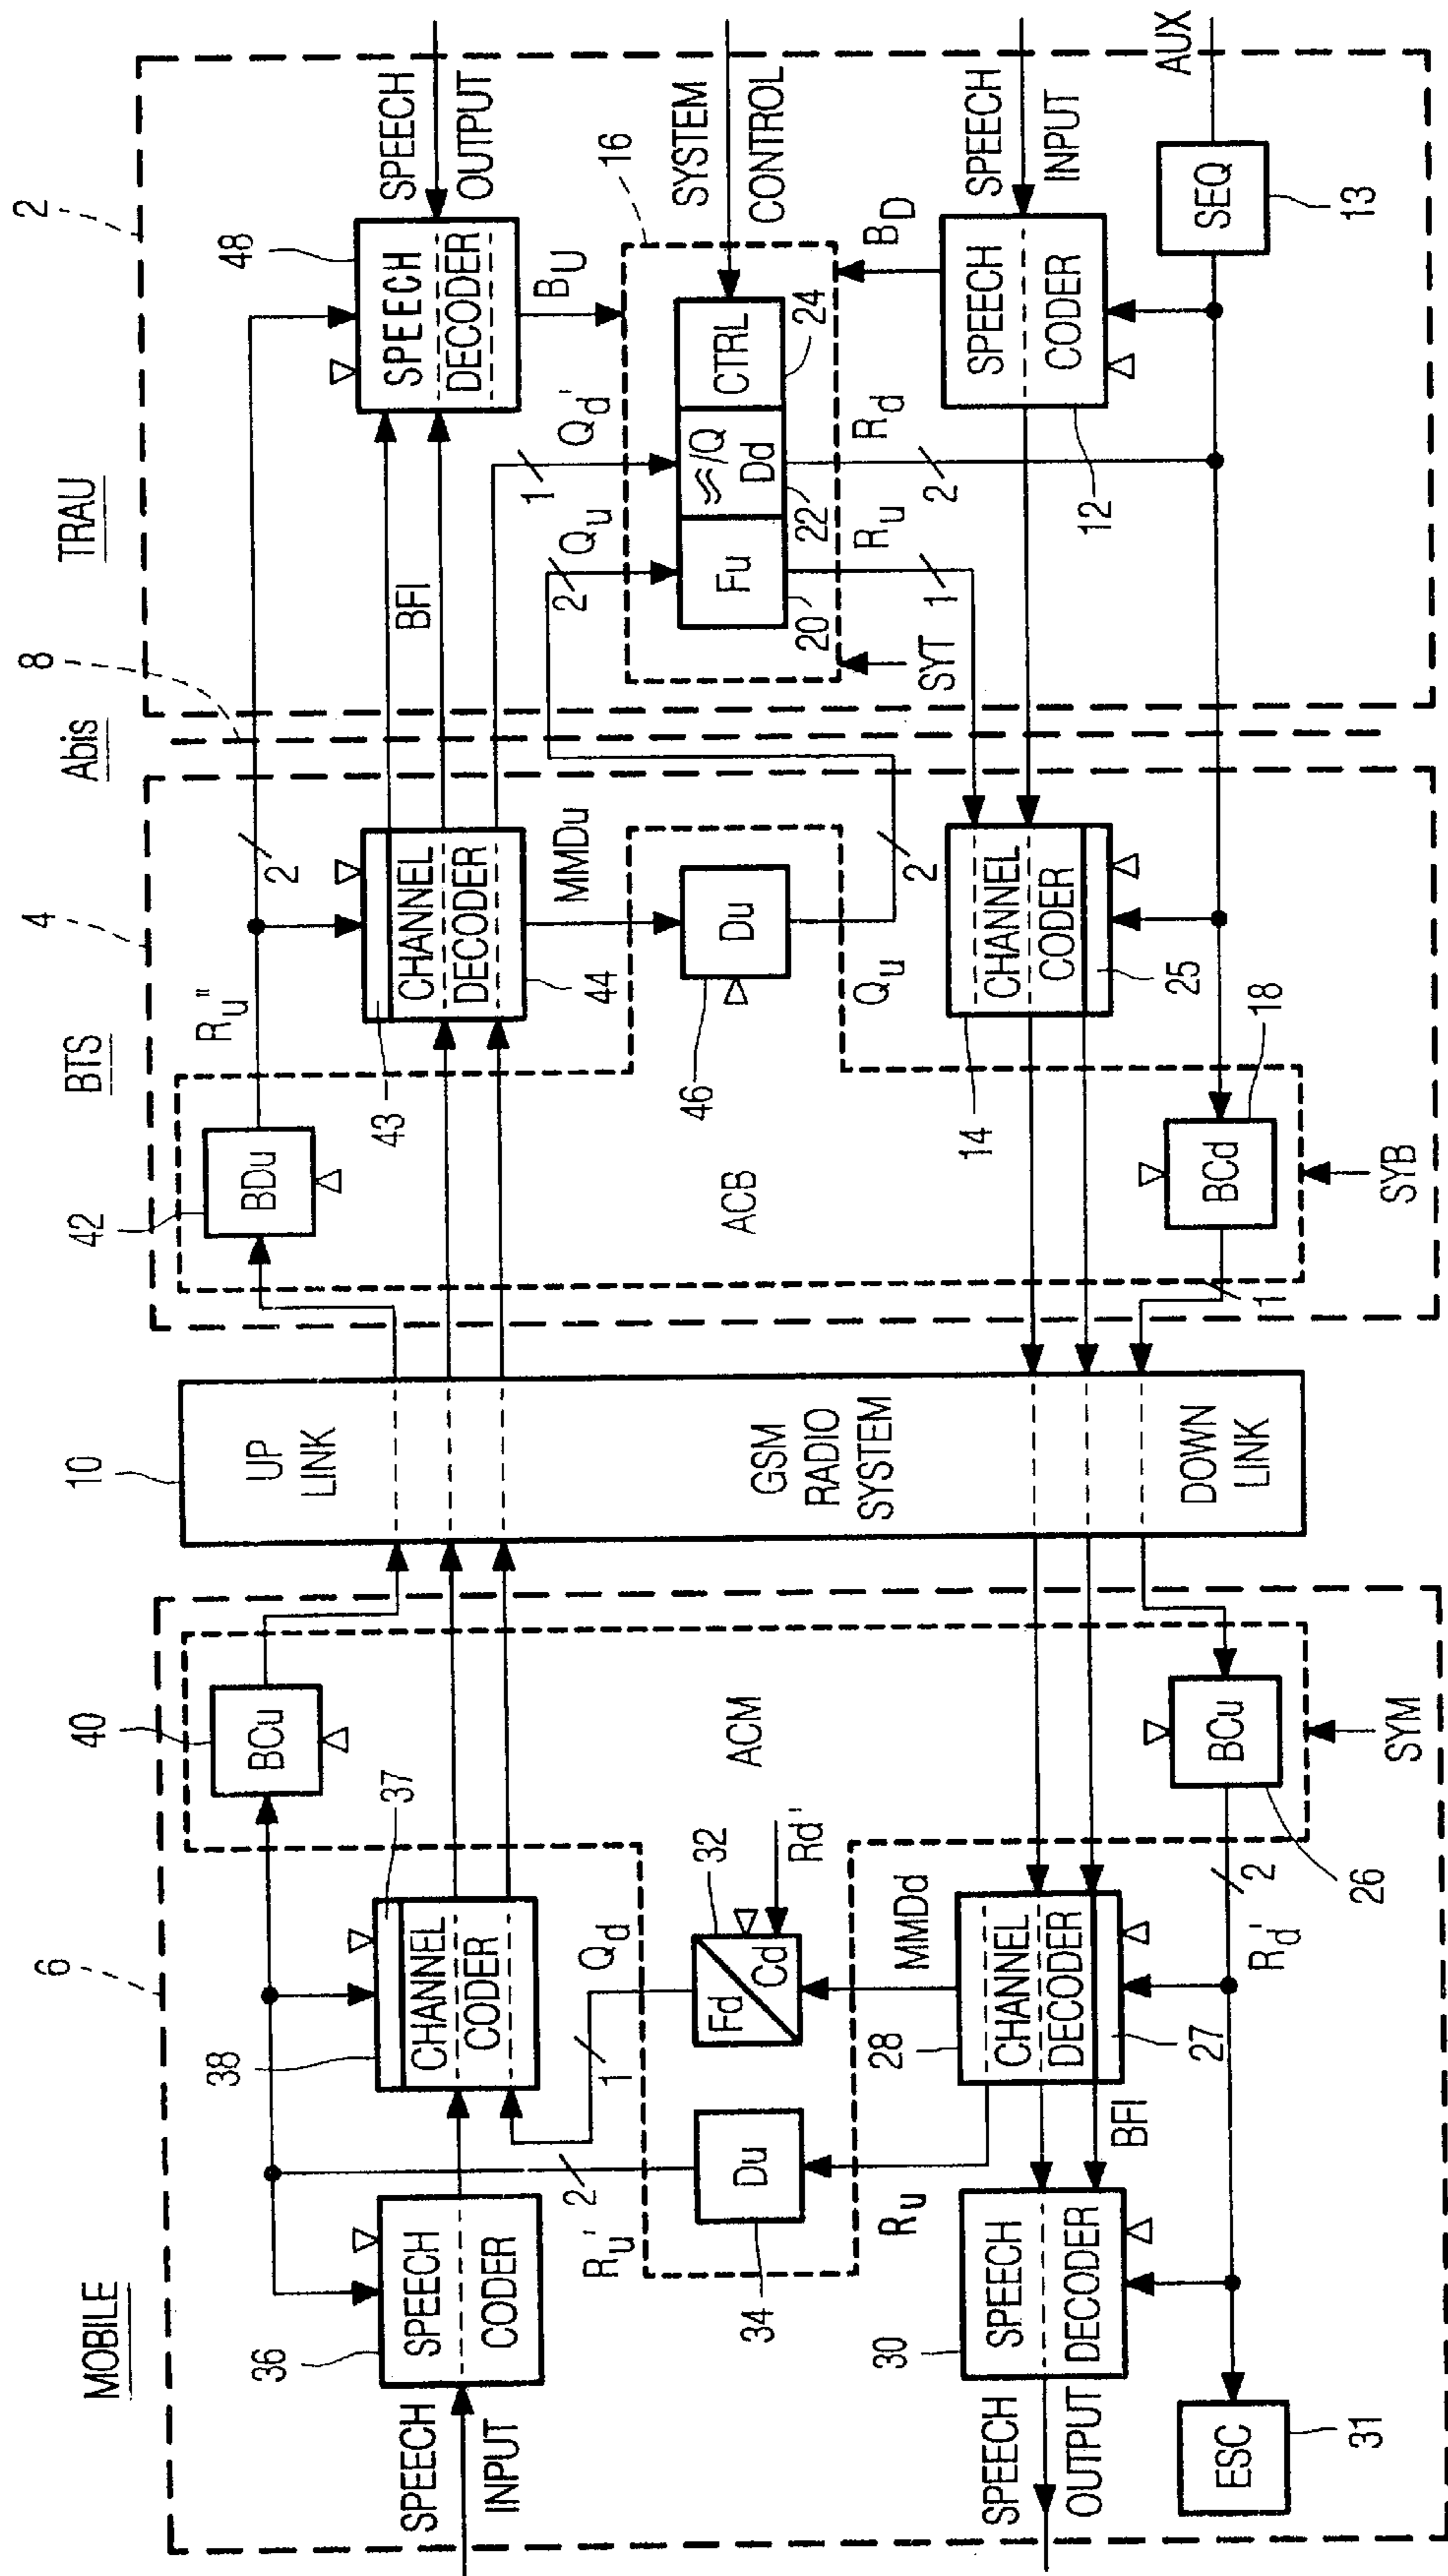 MOBILE
BTS
Abis
TRAU
6
10
4
8
2
36
SPEECH
CODER
SPEECH
INPUT
38
37
CHANNEL
CODER
40
BCu
UP
LINK
42
BDu
Ru"
2
43
CHANNEL
DECODER
44
BFI
48
SPEECH
DECODER
SPEECH
OUTPUT
BU
Ru'
2
1
Qd
34
Du
Fd
Cd
32
Rd'
ACM
GSM
RADIO
SYSTEM
ACB
46
Du
MMDu
Qu
2
2
Qu
1
Qd'
16
Fu
≈/Q
Dd
CTRL
20
22
24
SYSTEM
CONTROL
SYT
Ru
1
Rd
2
BD
Ru
28
MMDd
CHANNEL
DECODER
27
BFI
30
SPEECH
DECODER
SPEECH
OUTPUT
14
CHANNEL
CODER
25
12
SPEECH
CODER
SPEECH
INPUT
ESC
31
Rd'
2
BCu
26
SYM
DOWN
LINK
1
BCd
18
SYB
SEQ
13
AUX